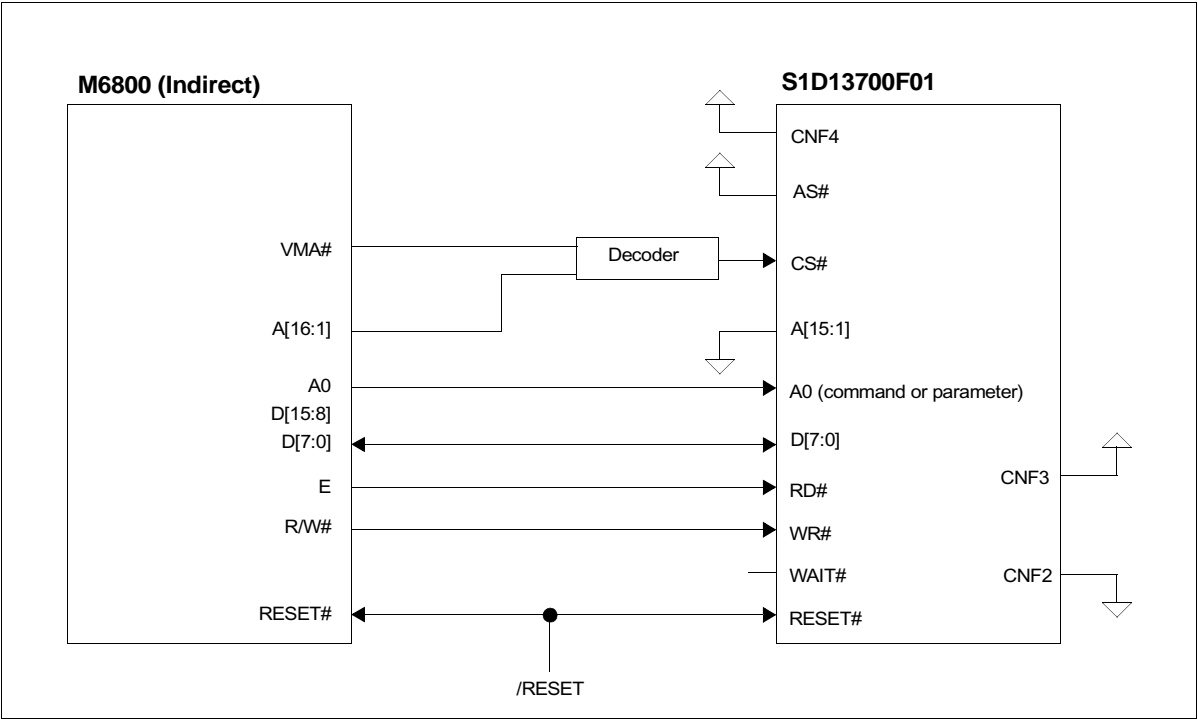 M6800 (Indirect)
S1D13700F01
CNF4
AS#
VMA#
Decoder
CS#
A[16:1]
A[15:1]
A0
A0 (command or parameter)
D[15:8]
D[7:0]
D[7:0]
CNF3
E
RD#
R/W#
WR#
WAIT#
CNF2
RESET#
RESET#
/RESET